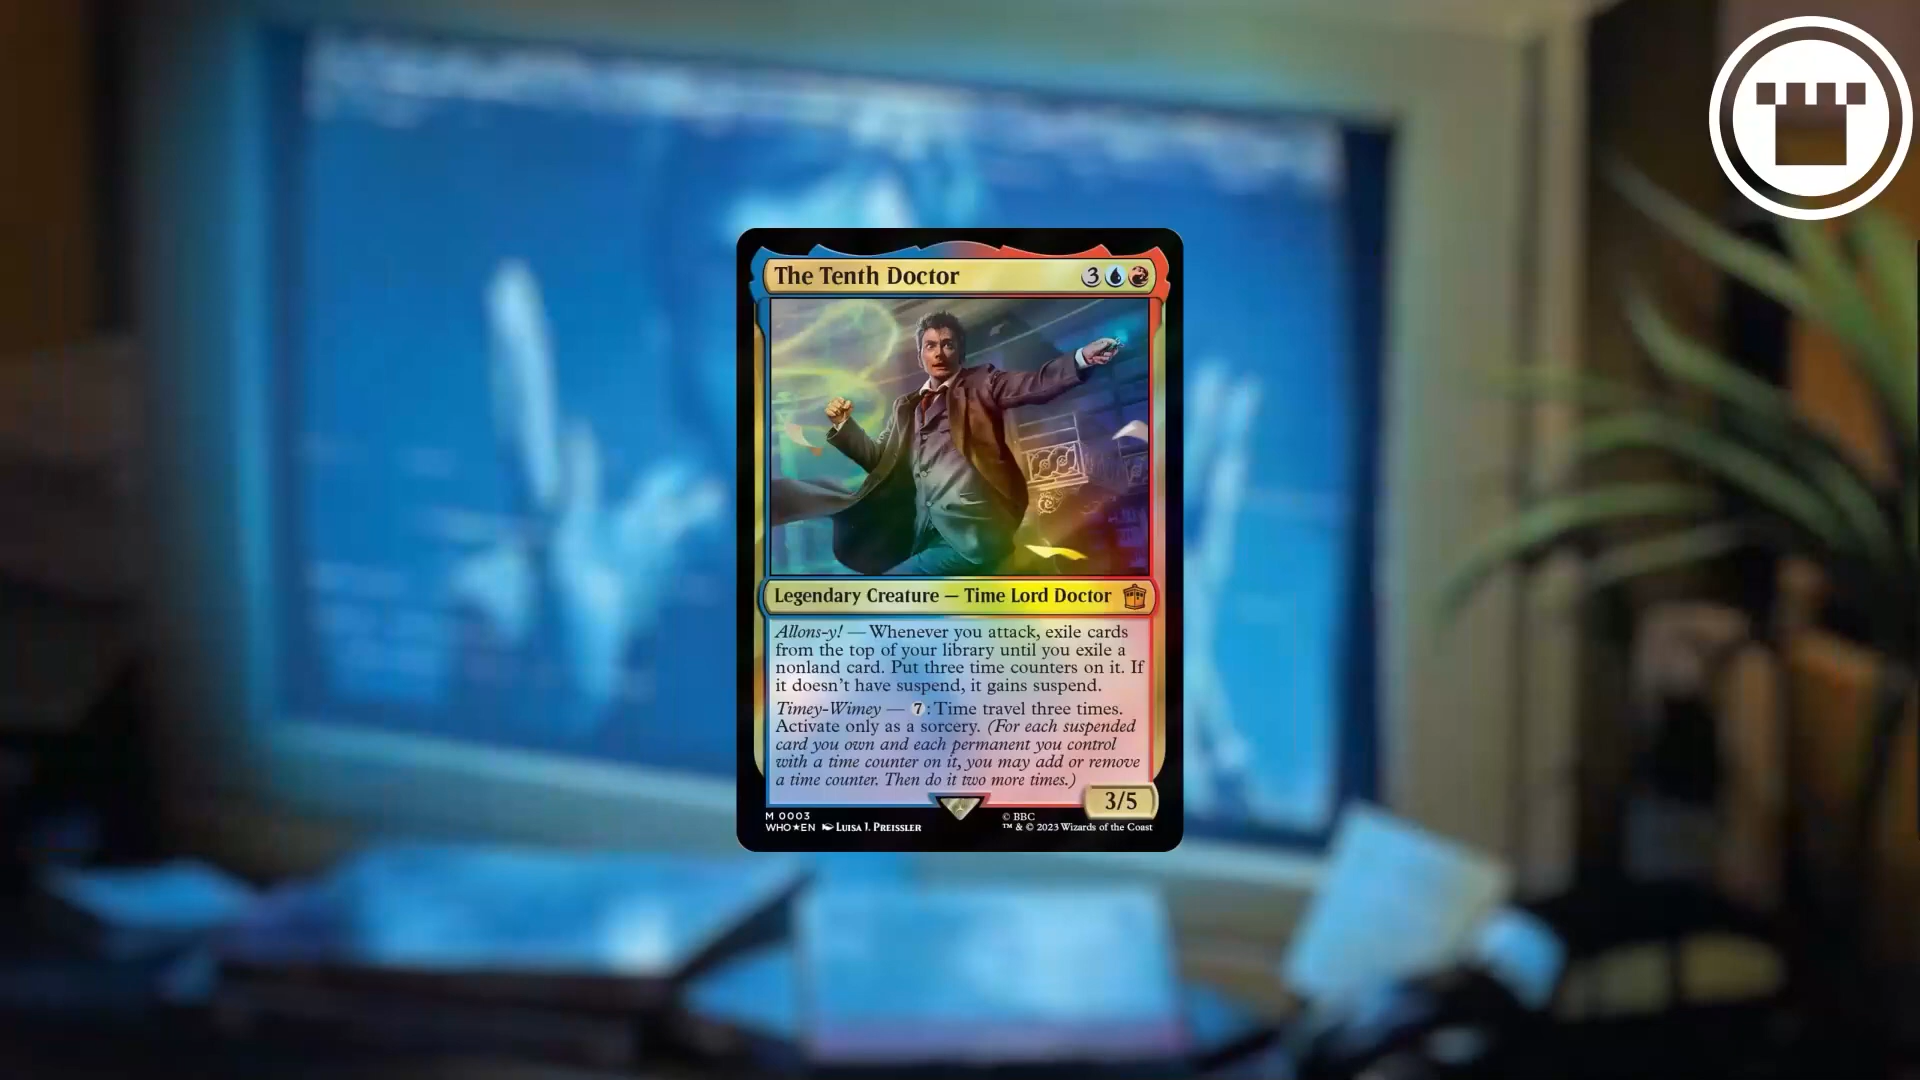 The Tenth Doctor 3
Legendary Creature — Time Lord Doctor
Allons-y! — Whenever you attack, exile cards
from the top of your library until you exile a
nonland card. Put three time counters on it. If
it doesn't have suspend, it gains suspend.
Timey-Wimey — 7: Time travel three times.
Activate only as a sorcery. (For each suspended
card you own and each permanent you control
with a time counter on it, you may add or remove
a time counter. Then do it two more times.)
3/5
M 0003
WHO★EN LUISA J. PREISSLER
© BBC
™ & © 2023 Wizards of the Coast